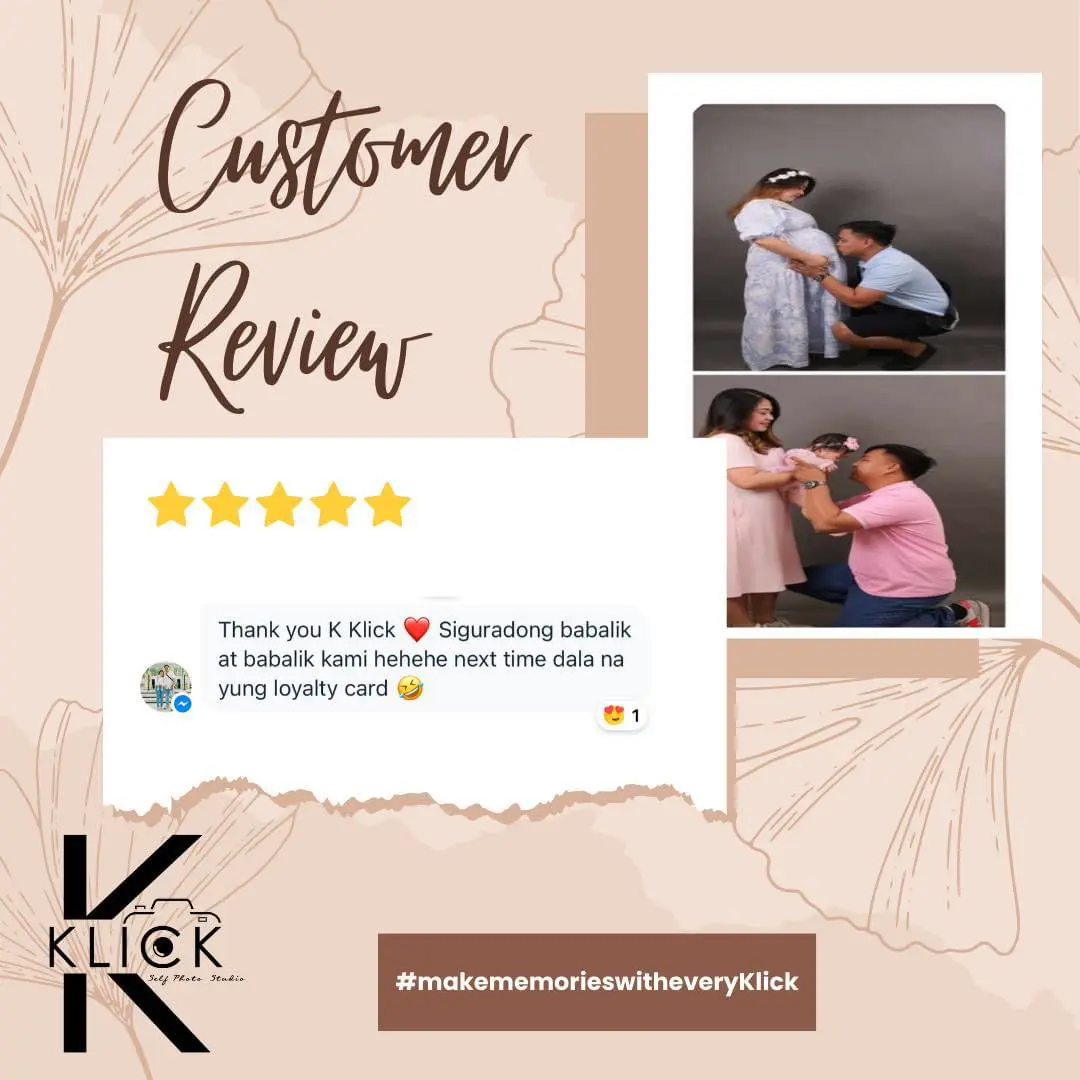 Customer
Review
Thank you K Klick ❤️ Siguradong babalik
at babalik kami hehehe next time dala na
yung loyalty card 🤣
😍 1
K
KLICK
Self Photo Studio
#makememorieswitheveryKlick